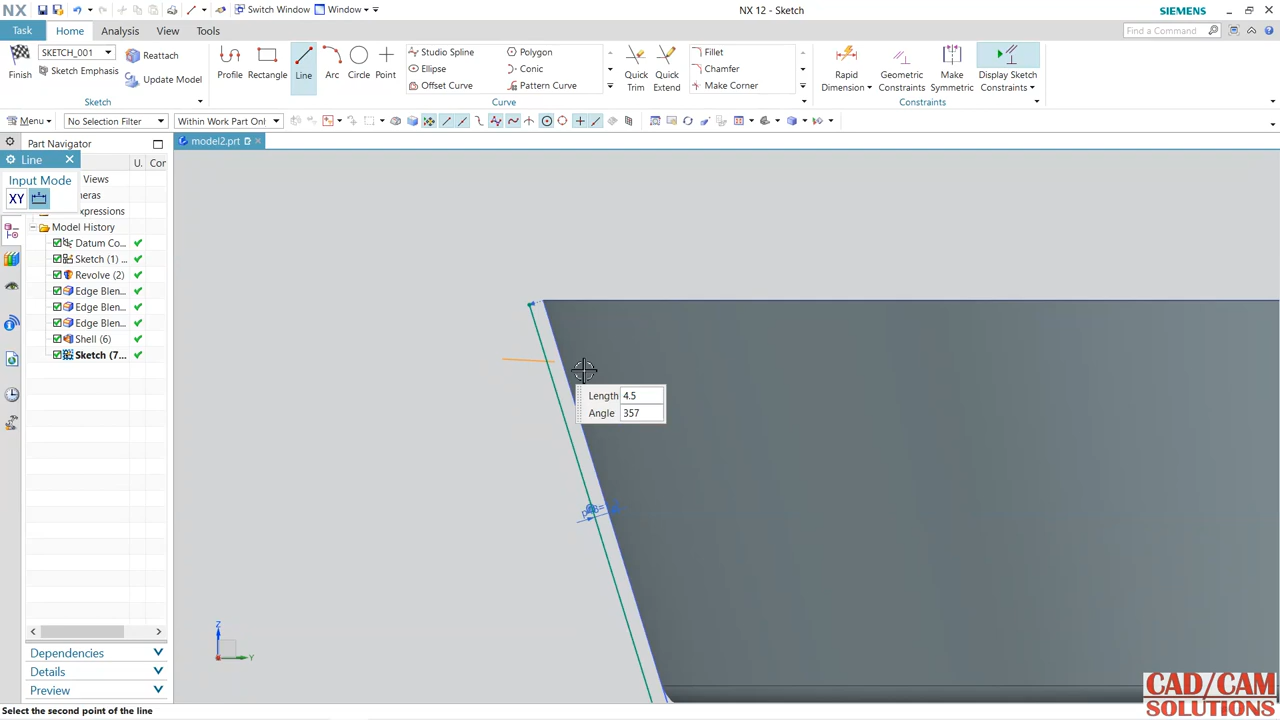 NX
Switch Window
Window
NX 12 - Sketch
SIEMENS
Task
Home
Analysis
View
Tools
Find a Command
Finish
SKETCH_001
Sketch Emphasis
Reattach
Update Model
Sketch
Profile
Rectangle
Line
Arc
Circle
Point
Studio Spline
Ellipse
Offset Curve
Polygon
Conic
Pattern Curve
Quick
Trim
Quick
Extend
Fillet
Chamfer
Make Corner
Curve
Rapid
Dimension
Geometric
Constraints
Make
Symmetric
Display Sketch
Constraints
Constraints
Menu
No Selection Filter
Within Work Part Only
Part Navigator
model2.prt
Line
U.
Cor
Input Mode
XY
Views
neras
xpressions
Model History
Datum Co...
Sketch (1) ...
Revolve (2)
Edge Blen...
Edge Blen...
Edge Blen...
Shell (6)
Sketch (7...
Length 4.5
Angle 357
Z
Y
Dependencies
Details
Preview
Select the second point of the line
CAD/CAM
SOLUTIONS